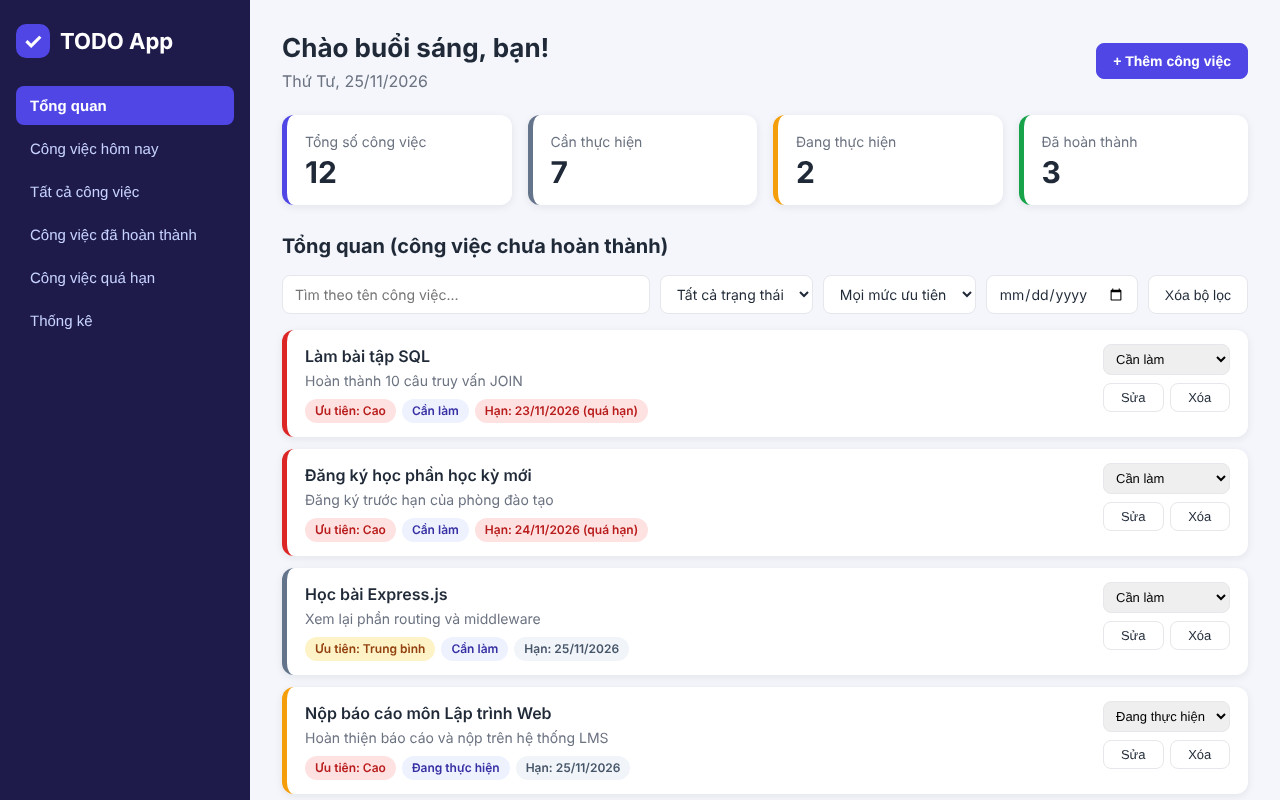 TODO App
Tổng quan
Công việc hôm nay
Tất cả công việc
Công việc đã hoàn thành
Công việc quá hạn
Thống kê
Chào buổi sáng, bạn!
Thứ Tư, 25/11/2026
+ Thêm công việc
Tổng số công việc
12
Cần thực hiện
7
Đang thực hiện
2
Đã hoàn thành
3
Tổng quan (công việc chưa hoàn thành)
Tìm theo tên công việc...
Tất cả trạng thái
Mọi mức ưu tiên
mm/dd/yyyy
Xóa bộ lọc
Làm bài tập SQL
Hoàn thành 10 câu truy vấn JOIN
Ưu tiên: Cao
Cần làm
Hạn: 23/11/2026 (quá hạn)
Cần làm
Sửa
Xóa
Đăng ký học phần học kỳ mới
Đăng ký trước hạn của phòng đào tạo
Ưu tiên: Cao
Cần làm
Hạn: 24/11/2026 (quá hạn)
Cần làm
Sửa
Xóa
Học bài Express.js
Xem lại phần routing và middleware
Ưu tiên: Trung bình
Cần làm
Hạn: 25/11/2026
Cần làm
Sửa
Xóa
Nộp báo cáo môn Lập trình Web
Hoàn thiện báo cáo và nộp trên hệ thống LMS
Ưu tiên: Cao
Đang thực hiện
Hạn: 25/11/2026
Đang thực hiện
Sửa
Xóa